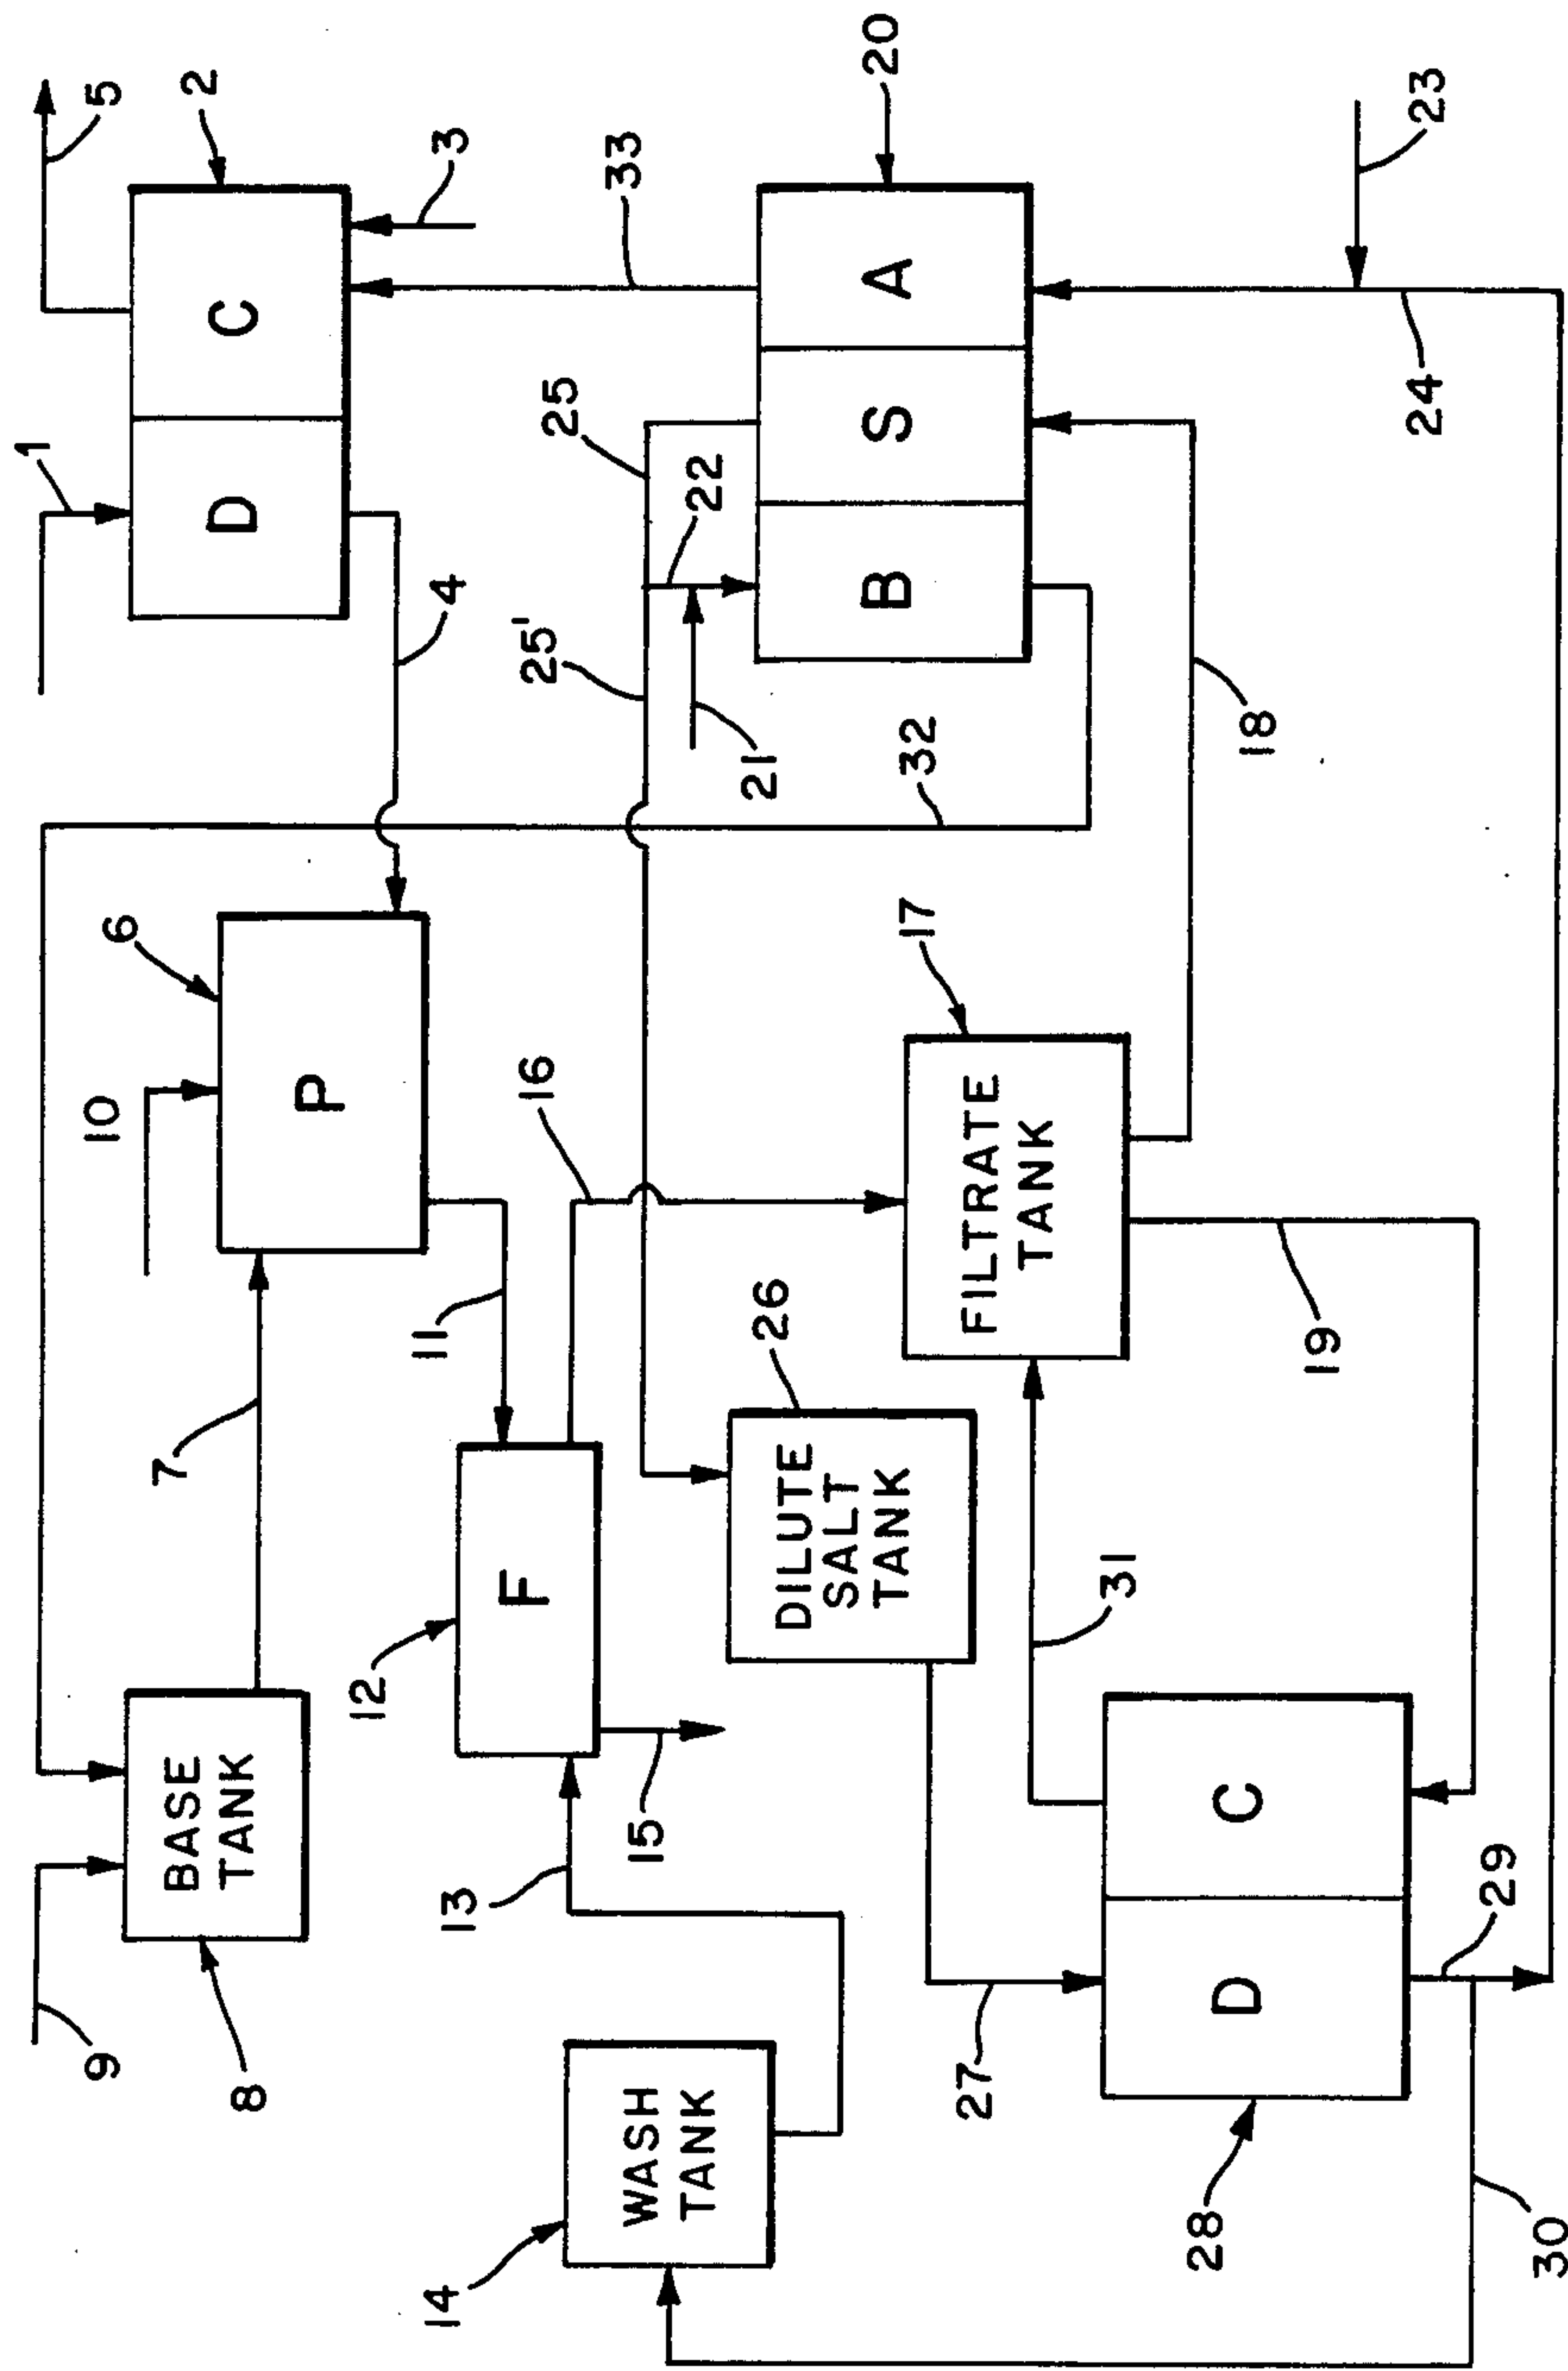 9
8
BASE
TANK
7
10
6
P
1
D
C
5
2
3
4
14
WASH
TANK
13
12
F
15
11
16
DILUTE
SALT
TANK
26
25'
25
22
21
32
33
B
S
A
20
27
28
D
C
31
FILTRATE
TANK
17
18
19
29
30
24
23